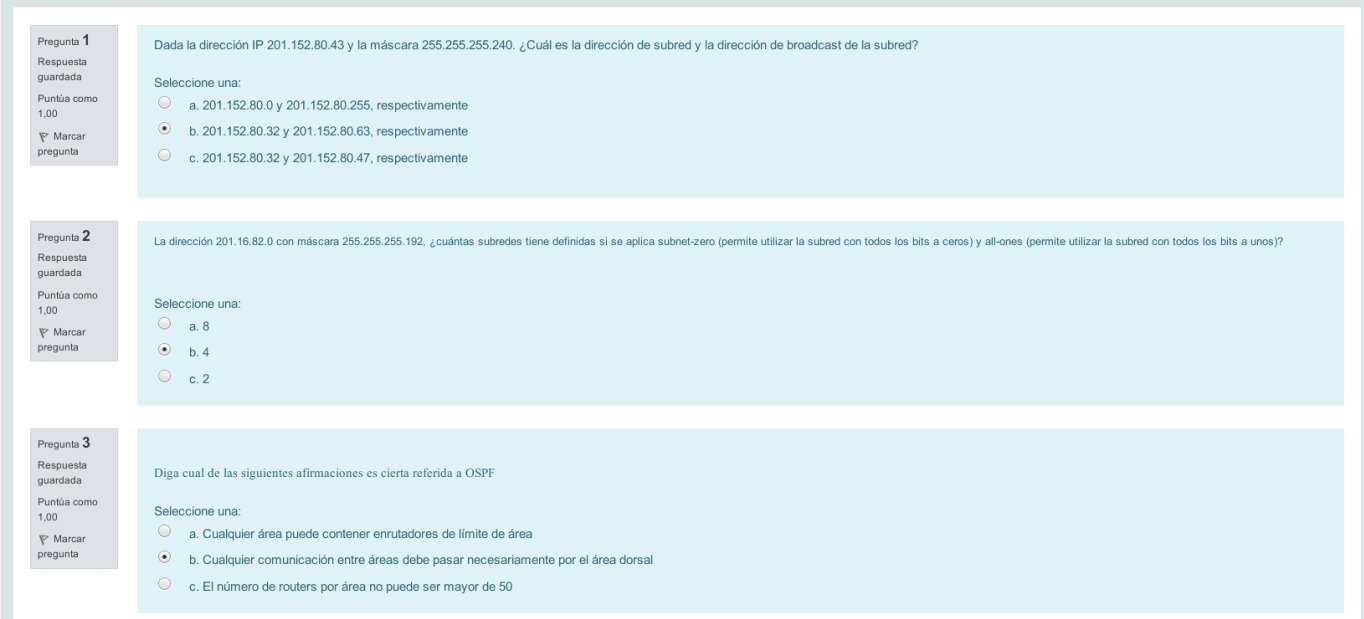 Pregunta 1
Respuesta
guardada
Puntúa como
1,00
Marcar
pregunta
Dada la dirección IP 201.152.80.43 y la máscara 255.255.255.240. ¿Cuál es la dirección de subred y la dirección de broadcast de la subred?
Seleccione una:
a. 201.152.80.0 y 201.152.80.255, respectivamente
b. 201.152.80.32 y 201.152.80.63, respectivamente
c. 201.152.80.32 y 201.152.80.47, respectivamente
Pregunta 2
Respuesta
guardada
Puntúa como
1,00
Marcar
pregunta
La dirección 201.16.82.0 con máscara 255.255.255.192, ¿cuántas subredes tiene definidas si se aplica subnet-zero (permite utilizar la subred con todos los bits a ceros) y all-ones (permite utilizar la subred con todos los bits a unos)?
Seleccione una:
a. 8
b. 4
c. 2
Pregunta 3
Respuesta
guardada
Puntúa como
1,00
Marcar
pregunta
Diga cual de las siguientes afirmaciones es cierta referida a OSPF
Seleccione una:
a. Cualquier área puede contener enrutadores de límite de área
b. Cualquier comunicación entre áreas debe pasar necesariamente por el área dorsal
c. El número de routers por área no puede ser mayor de 50